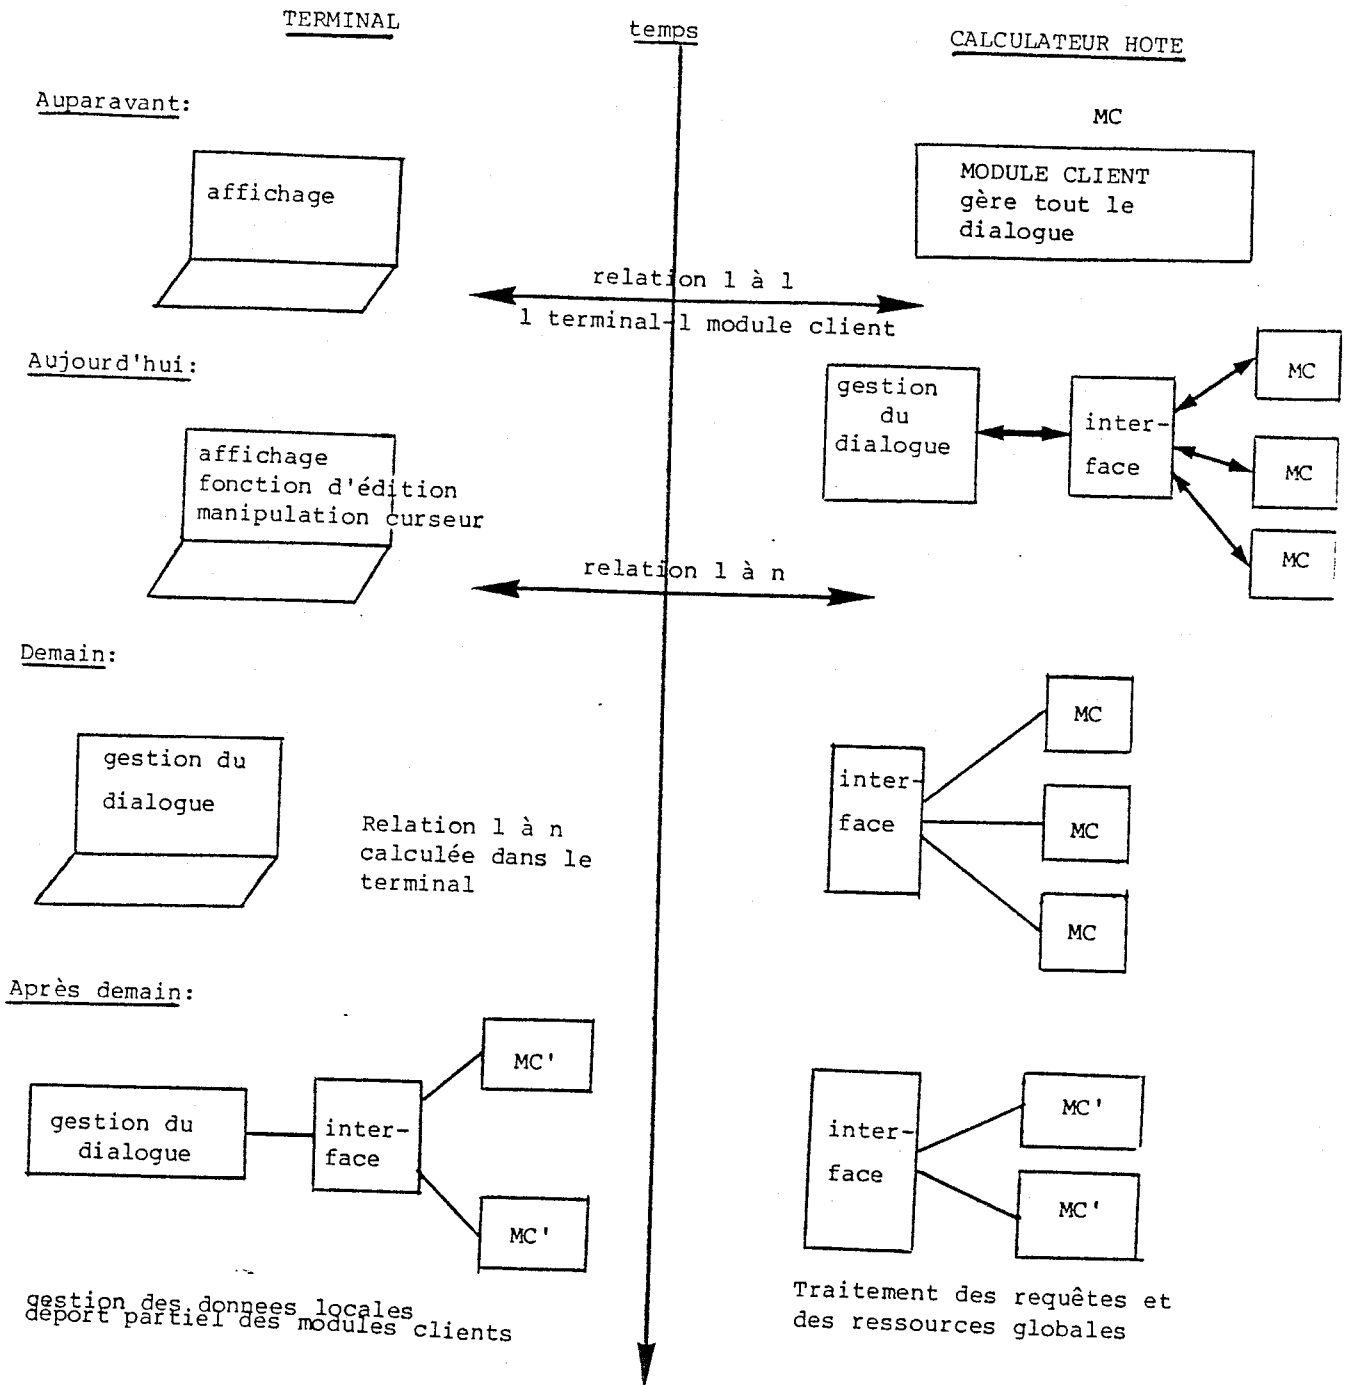 TERMINAL
temps
CALCULATEUR HOTE
Auparavant:
MC
affichage
MODULE CLIENT
gère tout le
dialogue
relation 1 à 1
1 terminal-1 module client
Aujourd'hui:
affichage
fonction d'édition
manipulation curseur
gestion
du
dialogue
inter-
face
MC
MC
MC
relation 1 à n
Demain:
gestion du
dialogue
Relation 1 à n
calculée dans le
terminal
inter-
face
MC
MC
MC
Après demain:
gestion du
dialogue
inter-
face
MC'
MC'
inter-
face
MC'
MC'
gestion des donnees locales
déport partiel des modules clients
Traitement des requêtes et
des ressources globales